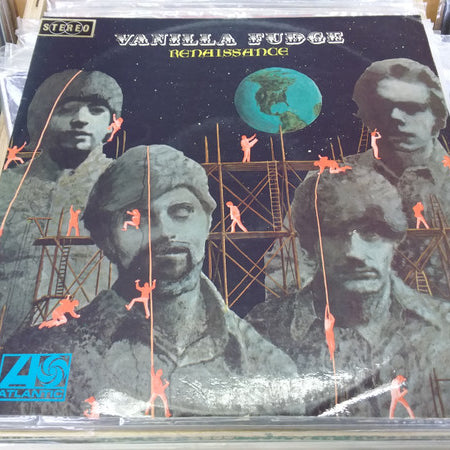 STEREO
VANILLA FUDGE
RENAISSANCE
ATLANTIC